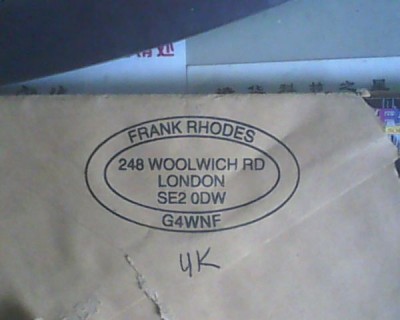 FRANK RHODES
248 WOOLWICH RD
LONDON
SE2 0DW
G4WNF
UK